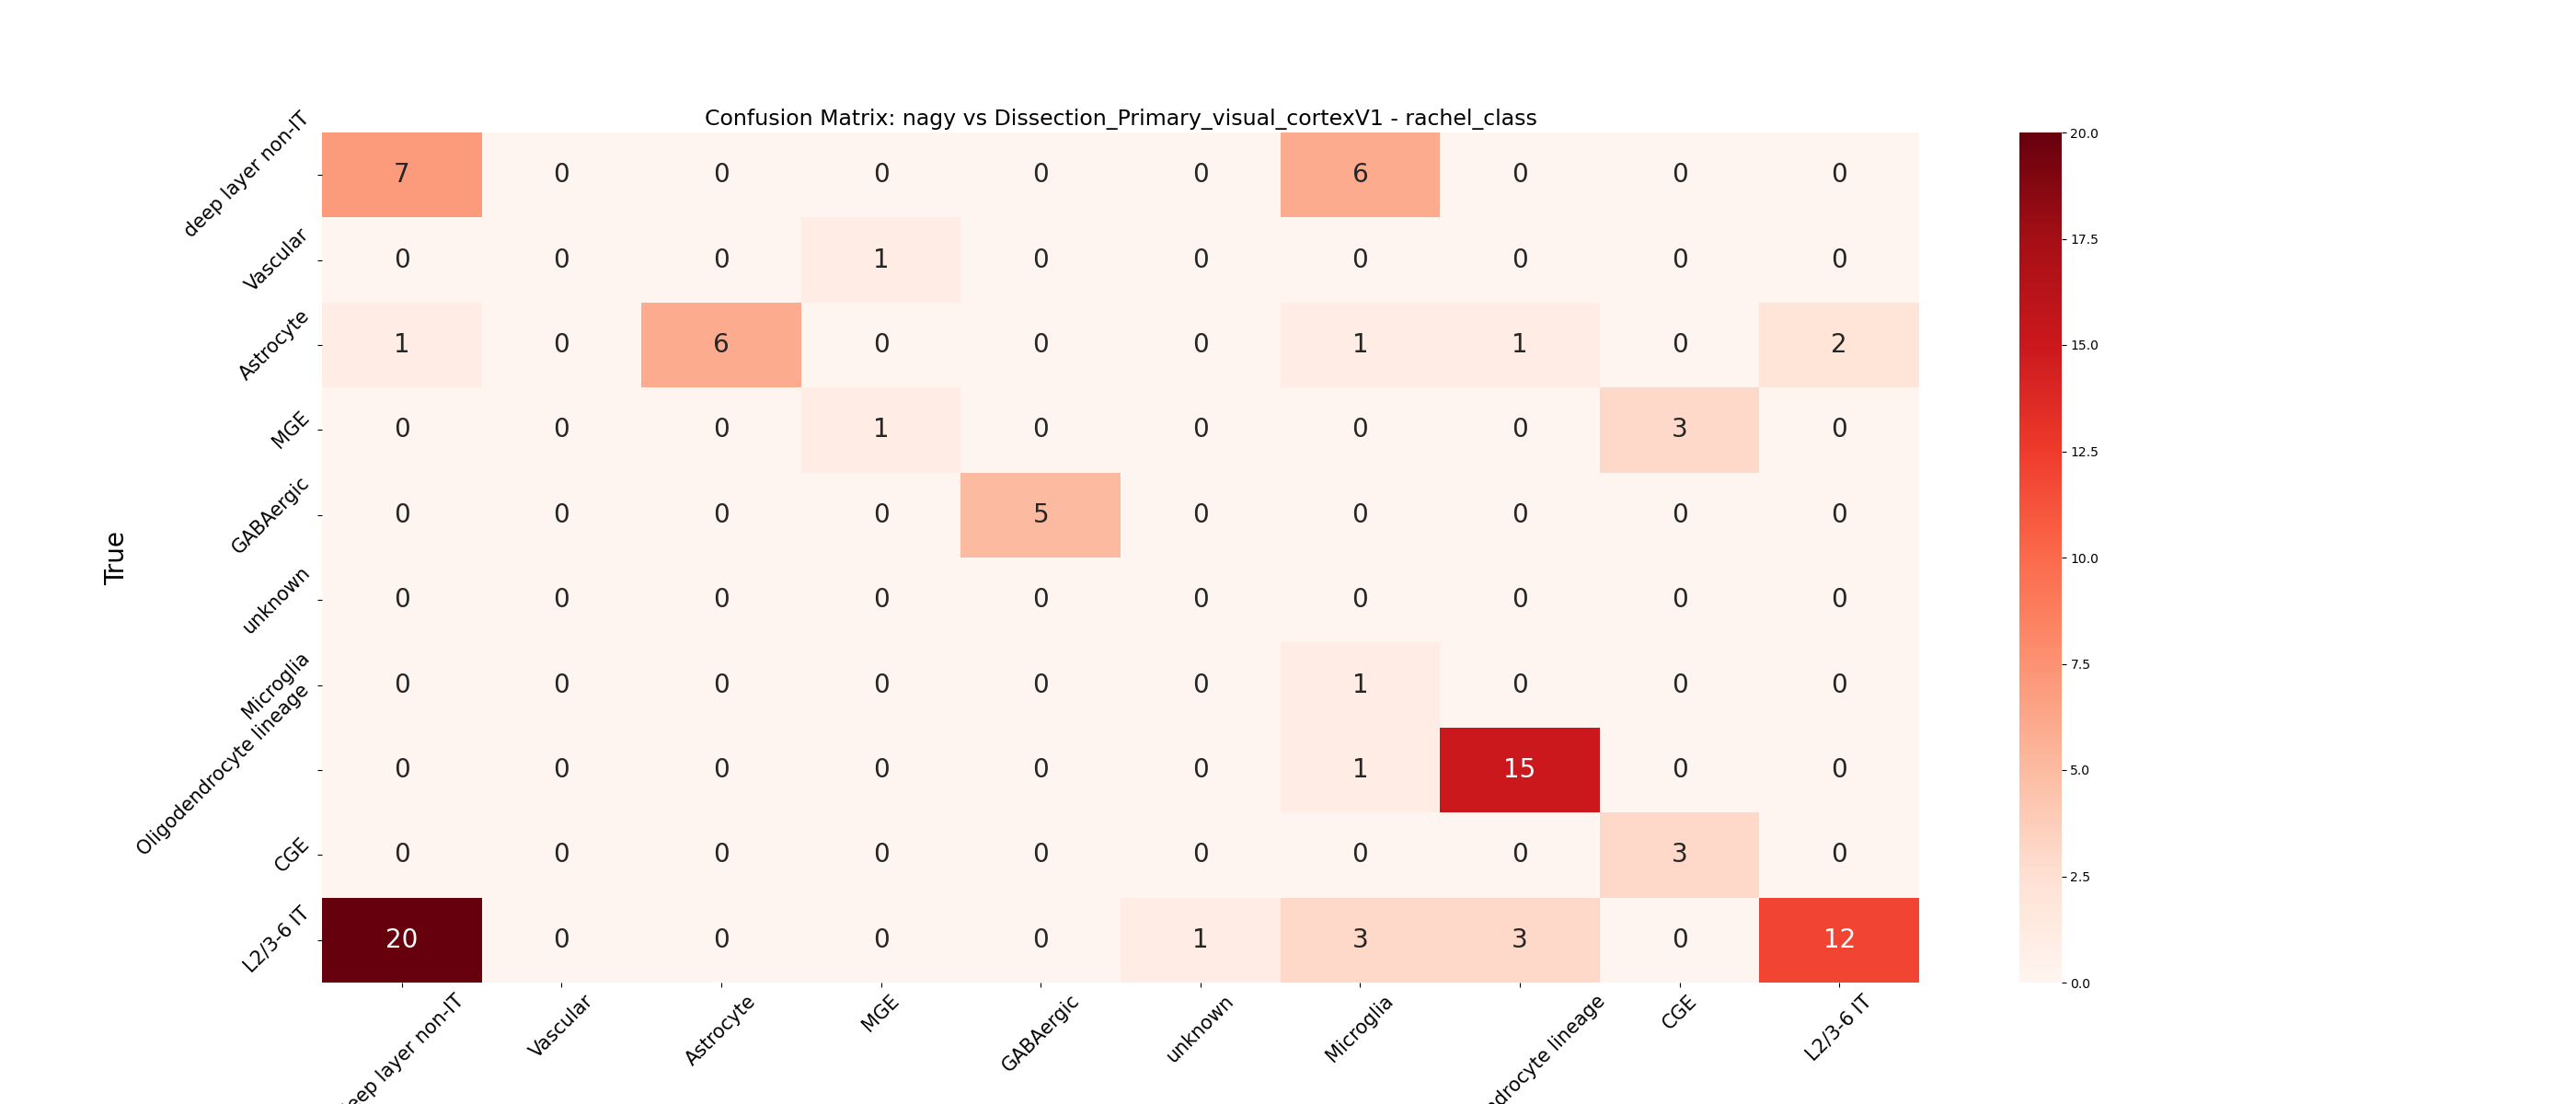 Confusion Matrix: nagy vs Dissection_Primary_visual_cortexV1 - rachel_class
True
deep layer non-IT 7 0 0 0 0 0 6 0 0 0
Vascular 0 0 0 1 0 0 0 0 0 0
Astrocyte 1 0 6 0 0 0 1 1 0 2
MGE 0 0 0 1 0 0 0 0 3 0
GABAergic 0 0 0 0 5 0 0 0 0 0
unknown 0 0 0 0 0 0 0 0 0 0
Microglia 0 0 0 0 0 0 1 0 0 0
Oligodendrocyte lineage 0 0 0 0 0 0 1 15 0 0
CGE 0 0 0 0 0 0 0 0 3 0
L2/3-6 IT 20 0 0 0 0 1 3 3 0 12
layer non-IT Vascular Astrocyte MGE GABAergic unknown Microglia lineage CGE L2/3-6 IT
20.0
17.5
15.0
12.5
10.0
7.5
5.0
2.5
0.0